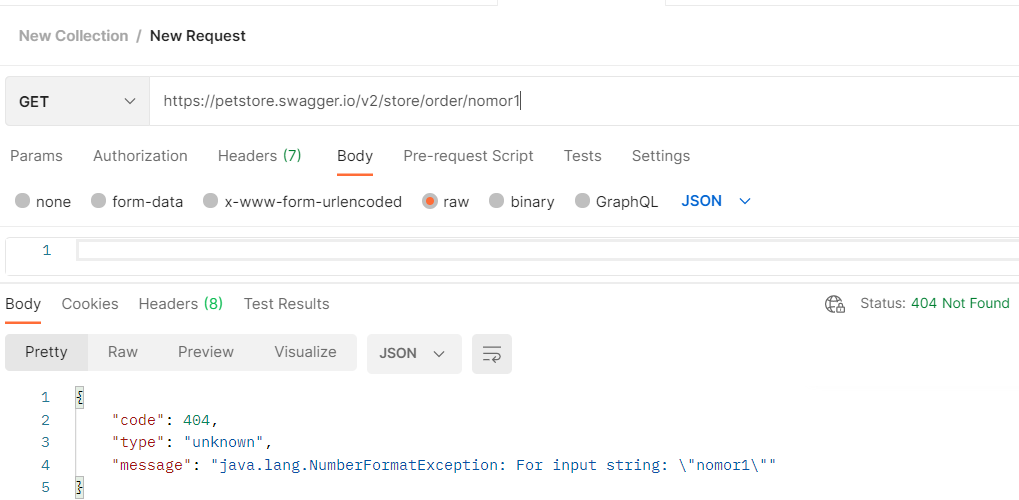 New Collection / New Request
GET https://petstore.swagger.io/v2/store/order/nomor1
Params Authorization Headers (7) Body Pre-request Script Tests Settings
none form-data x-www-form-urlencoded raw binary GraphQL JSON
1
Body Cookies Headers (8) Test Results Status: 404 Not Found
Pretty Raw Preview Visualize JSON
1 {
2 "code": 404,
3 "type": "unknown",
4 "message": "java.lang.NumberFormatException: For input string: \"nomor1\""
5 }